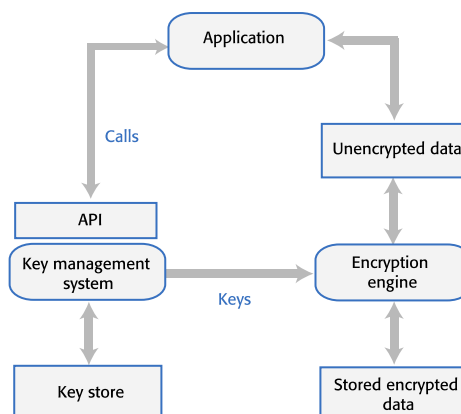 Application
Calls
Unencrypted data
API
Key management
system
Keys
Encryption
engine
Key store
Stored encrypted
data